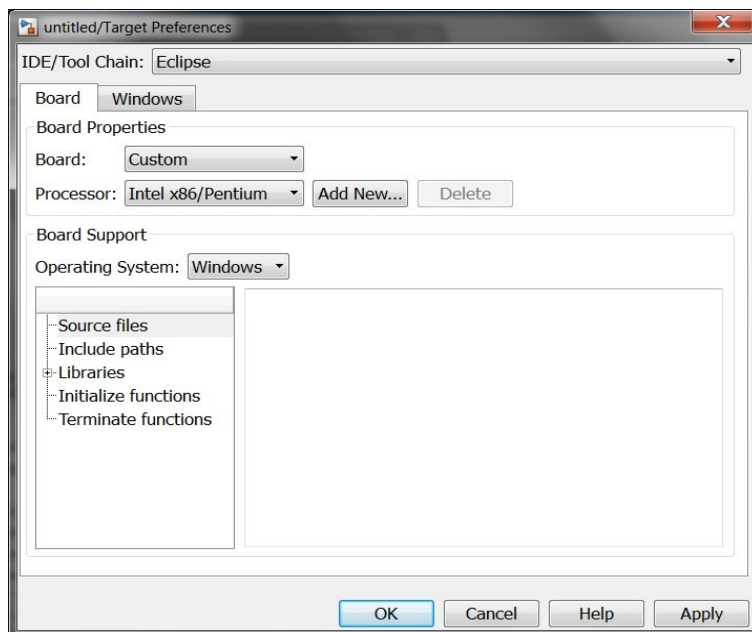 untitled/Target Preferences
IDE/Tool Chain: Eclipse
Board Windows
Board Properties
Board: Custom
Processor: Intel x86/Pentium Add New... Delete
Board Support
Operating System: Windows
Source files
Include paths
Libraries
Initialize functions
Terminate functions
OK Cancel Help Apply